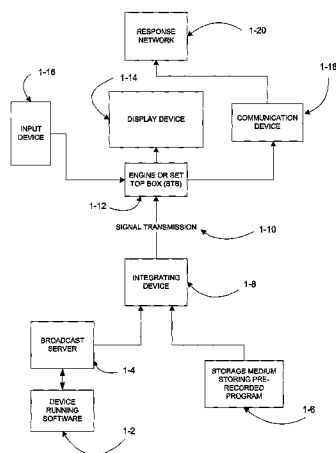 RESPONSE
NETWORK
1-20
1-16
1-14
1-18
INPUT
DEVICE
DISPLAY DEVICE
COMMUNICATION
DEVICE
ENGINE OR SET
TOP BOX (STB)
1-12
SIGNAL TRANSMISSION
1-10
INTEGRATING
DEVICE
1-8
BROADCAST
SERVER
1-4
STORAGE MEDIUM
STORING PRE-
RECORDED
PROGRAM
DEVICE
RUNNING
SOFTWARE
1-6
1-2